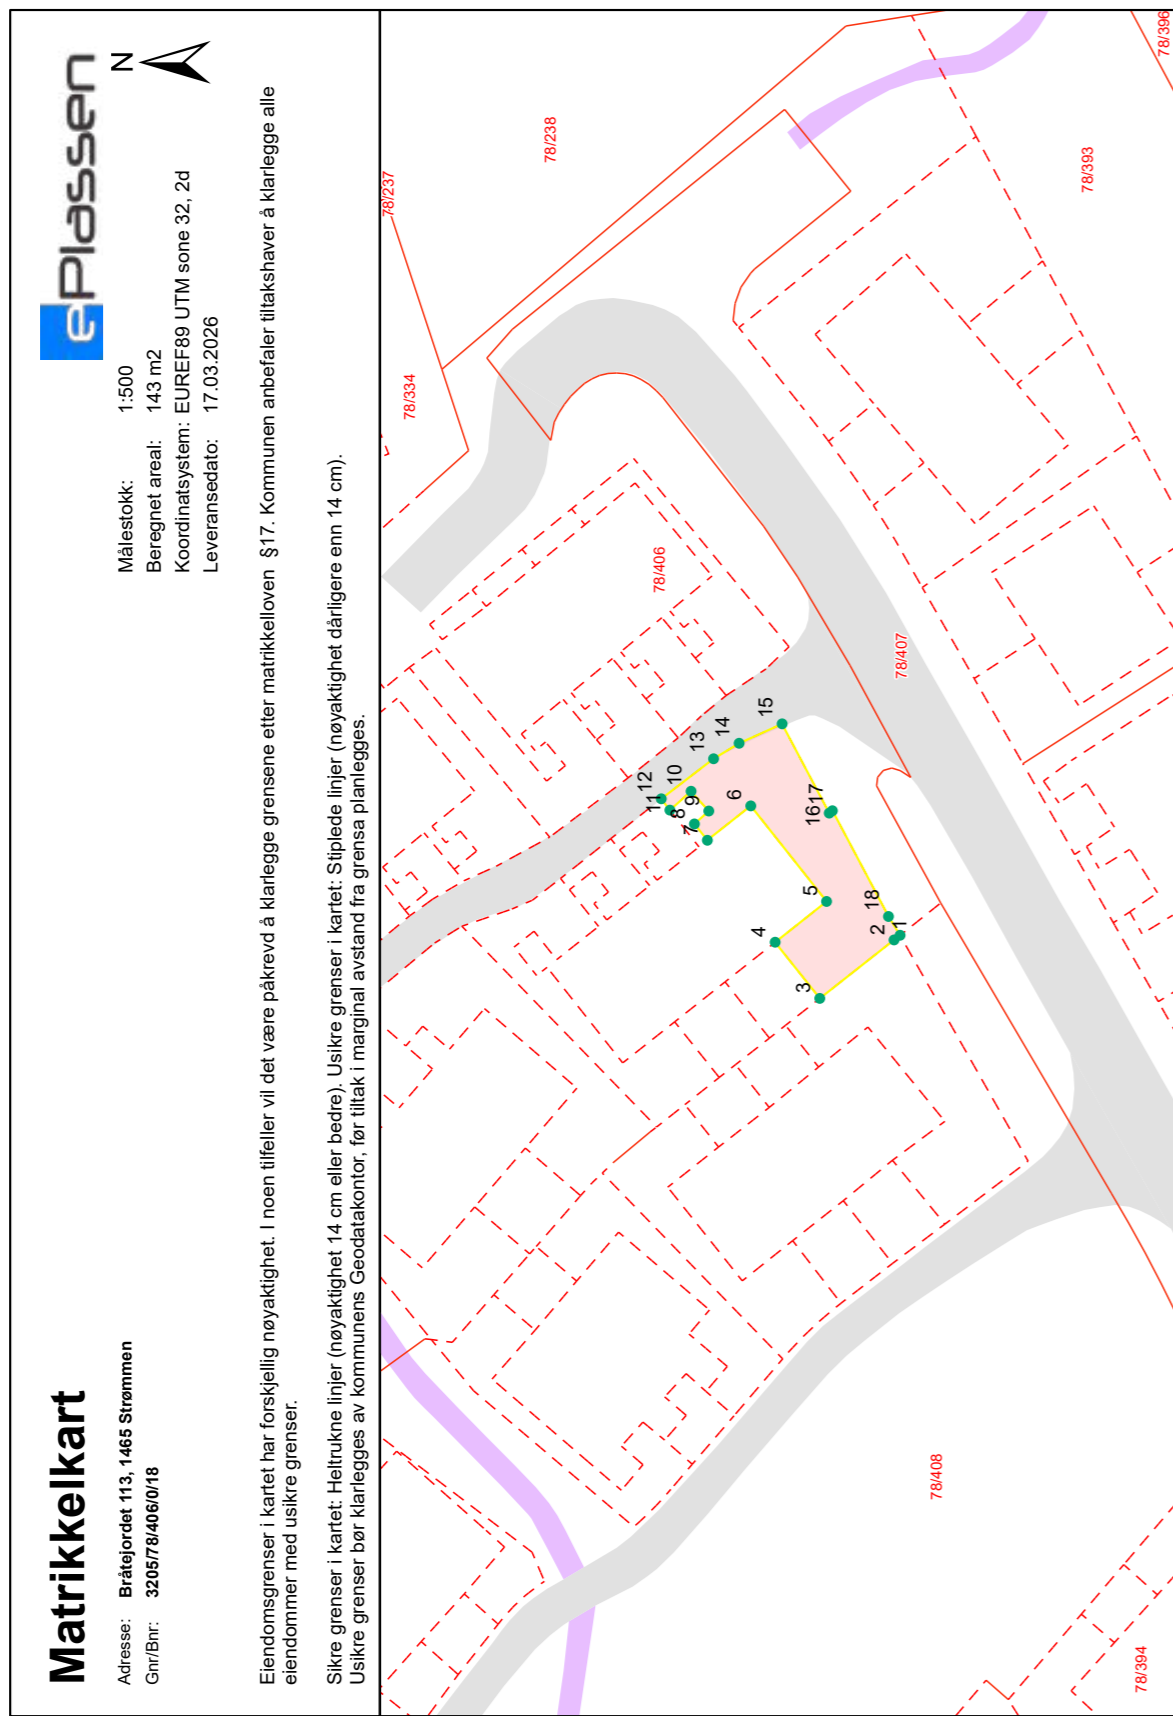 Matrikkelkart
ePlassen
Adresse: Bråtejordet 113, 1465 Strømmen
Gnr/Bnr: 3205/78/406/0/18
Målestokk: 1:500
Beregnet areal: 143 m2
Koordinatsystem: EUREF89 UTM sone 32, 2d
Leveransedato: 17.03.2026
N
Eiendomsgrenser i kartet har forskjellig nøyaktighet. I noen tilfeller vil det være påkrevd å klarlegge grensene etter matrikkelloven §17. Kommunen anbefaler tiltakshaver å klarlegge alle
eiendommer med usikre grenser.
Sikre grenser i kartet: Heltrukne linjer (nøyaktighet 14 cm eller bedre). Usikre grenser i kartet: Stiplede linjer (nøyaktighet dårligere enn 14 cm).
Usikre grenser bør klarlegges av kommunens Geodatakontor, før tiltak i marginal avstand fra grensa planlegges.
78/237
78/334
78/238
78/406
11
12
10
13
8
9
7
14
6
15
4
5
3
16
17
18
2
1
78/407
78/408
78/393
78/394
78/396